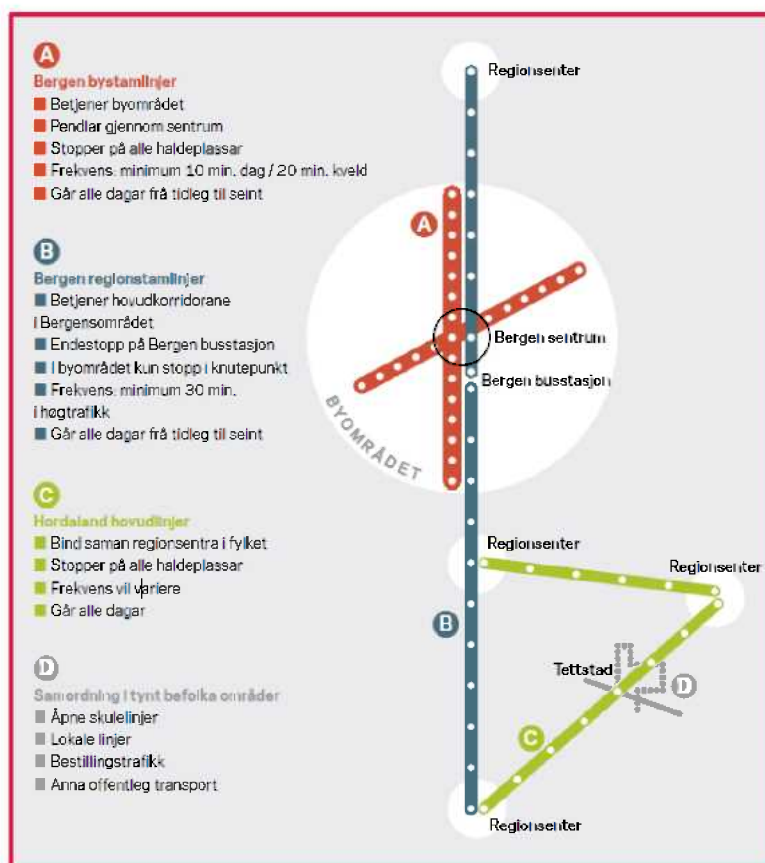 A
Bergen bystamlinjer
Betjener byområdet
Pendlar gjennom sentrum
Stopper på alle haldeplassar
Frekvens: minimum 10 min. dag / 20 min. kveld
Går alle dagar frå tidleg til seint
B
Bergen regionstamlinjer
Betjener hovudkorridorane
i Bergensområdet
Endestopp på Bergen busstasjon
I byområdet kun stopp i knutepunkt
Frekvens: minimum 30 min.
i høgtrafikk
Går alle dagar frå tidleg til seint
C
Hordaland hovudlinjer
Bind saman regionsentra i fylket
Stopper på alle haldeplassar
Frekvens vil variere
Går alle dagar
D
Samordning i tynt befolka områder
Åpne skulelinjer
Lokale linjer
Bestillingstrafikk
Anna offentleg transport
Regionsenter
A
Bergen sentrum
Bergen busstasjon
BYOMRÅDET
Regionsenter
Regionsenter
B
Tettstad
D
C
Regionsenter